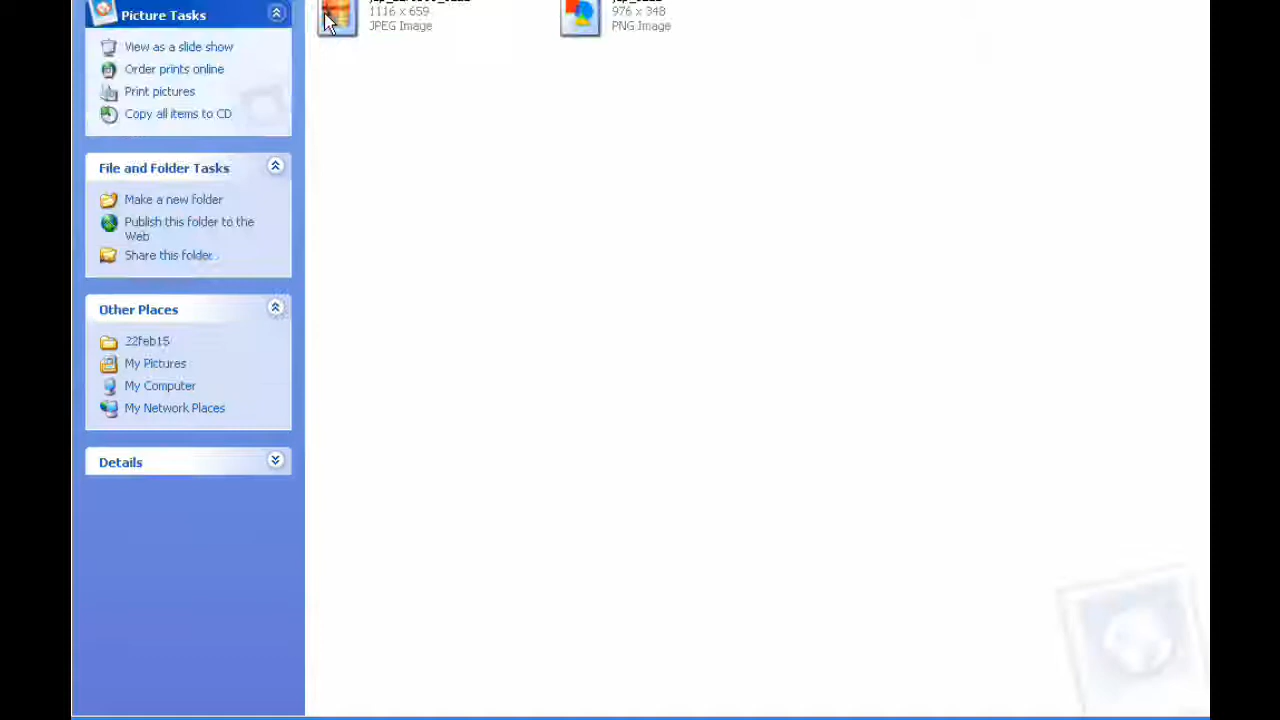 Picture Tasks
View as a slide show
Order prints online
Print pictures
Copy all items to CD
File and Folder Tasks
Make a new folder
Publish this folder to the
Web
Share this folder
Other Places
22feb15
My Pictures
My Computer
My Network Places
Details
1116 x 659
JPEG Image
976 x 348
PNG Image